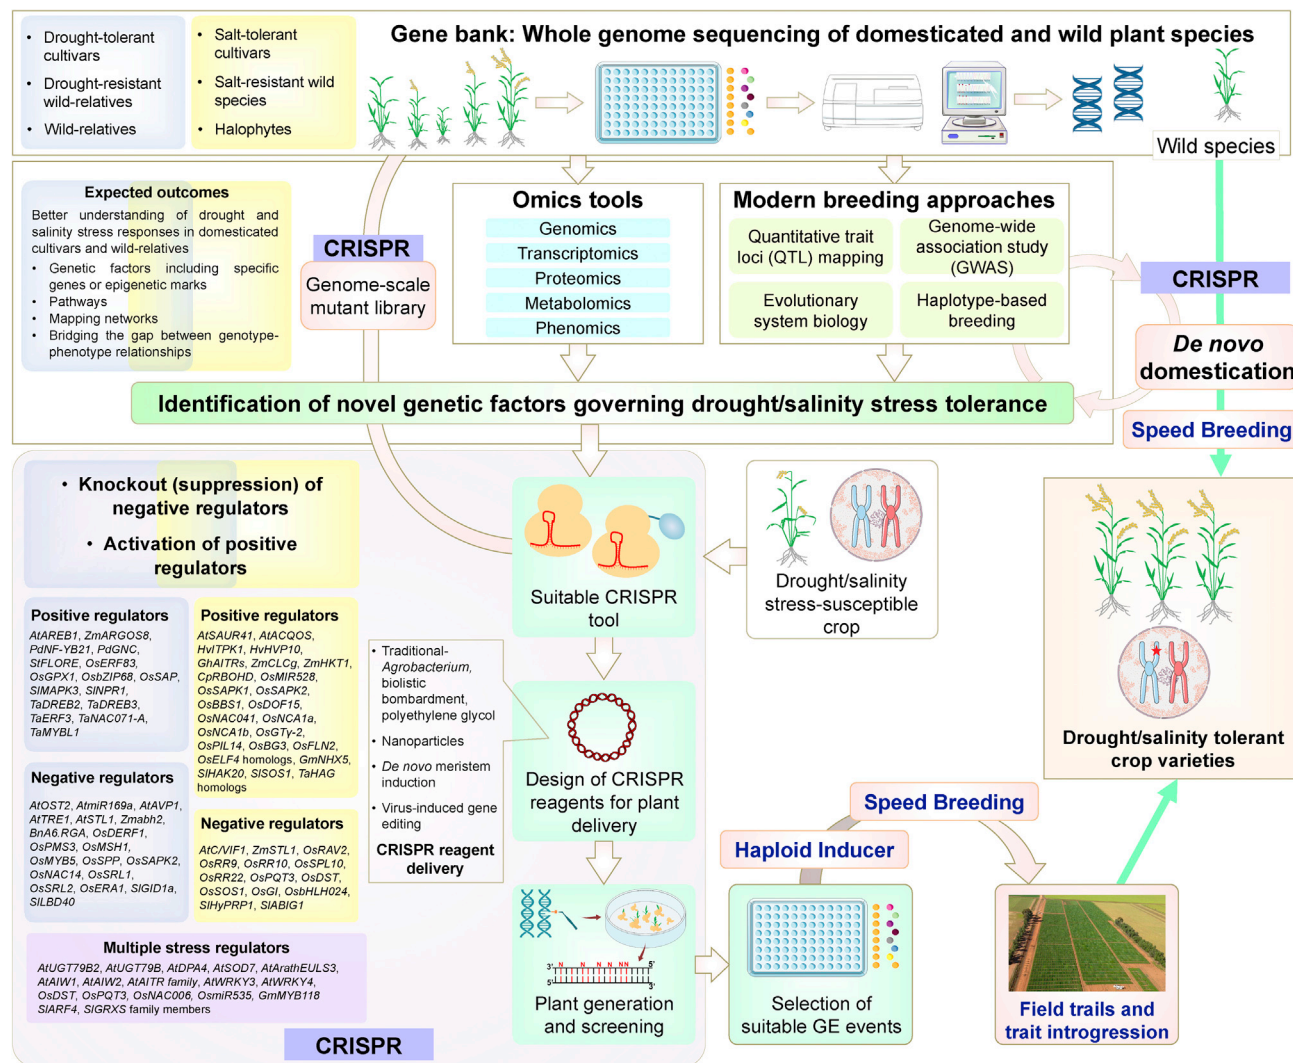 • Drought-tolerant
cultivars
• Drought-resistant
wild-relatives
• Wild-relatives
• Salt-tolerant
cultivars
• Salt-resistant wild
species
• Halophytes
Gene bank: Whole genome sequencing of domesticated and wild plant species
Wild species
Expected outcomes
Better understanding of drought and
salinity stress responses in domesticated
cultivars and wild-relatives
• Genetic factors including specific
genes or epigenetic marks
• Pathways
• Mapping networks
• Bridging the gap between genotype-
phenotype relationships
CRISPR
Genome-scale
mutant library
Omics tools
Genomics
Transcriptomics
Proteomics
Metabolomics
Phenomics
Modern breeding approaches
Quantitative trait
loci (QTL) mapping
Genome-wide
association study
(GWAS)
Evolutionary
system biology
Haplotype-based
breeding
CRISPR
De novo
domestication
Speed Breeding
Identification of novel genetic factors governing drought/salinity stress tolerance
• Knockout (suppression) of
negative regulators
• Activation of positive
regulators
Positive regulators
AtAREB1, ZmARGOS8,
PdNF-YB21, PdGNC,
StFLORE, OsERF83,
OsGPX1, OsbZIP68, OsSAP,
SlMAPK3, SlNPR1,
TaDREB2, TaDREB3,
TaERF3, TaNAC071-A,
TaMYBL1
Positive regulators
AtSAUR41, AtACQOS,
HvITPK1, HvHVP10,
GhAITRs, ZmCLCg, ZmHKT1,
CpRBOHD, OsMIR528,
OsSAPK1, OsSAPK2,
OsBBS1, OsDOF15,
OsNAC041, OsNCA1a,
OsNCA1b, OsGTγ-2,
OsPIL14, OsBG3, OsFLN2,
OsELF4 homologs, GmNHX5,
SlHAK20, SlSOS1, TaHAG
homologs
Negative regulators
AtOST2, AtmiR169a, AtAVP1,
AtTRE1, AtSTL1, Zmabh2,
BnA6.RGA, OsDERF1,
OsPMS3, OsMSH1,
OsMYB5, OsSPP, OsSAPK2,
OsNAC14, OsSRL1,
OsSRL2, OsERA1, SlGID1a,
SlLBD40
Negative regulators
AtC/VIF1, ZmSTL1, OsRAV2,
OsRR9, OsRR10, OsSPL10,
OsRR22, OsPQT3, OsDST,
OsSOS1, OsGI, OsbHLH024,
SlHyPRP1, SlABIG1
Multiple stress regulators
AtUGT79B2, AtUGT79B, AtDPA4, AtSOD7, AtArathEULS3,
AtAIW1, AtAIW2, AtAITR family, AtWRKY3, AtWRKY4,
OsDST, OsPQT3, OsNAC006, OsmiR535, GmMYB118
SlARF4, SlGRXS family members
CRISPR
Suitable CRISPR
tool
Drought/salinity
stress-susceptible
crop
• Traditional-
Agrobacterium,
biolistic
bombardment,
polyethylene glycol
• Nanoparticles
• De novo meristem
induction
• Virus-induced gene
editing
CRISPR reagent
delivery
Design of CRISPR
reagents for plant
delivery
3' N N N NN 5'
5' 3'
Plant generation
and screening
Haploid Inducer
Speed Breeding
Selection of
suitable GE events
Field trails and
trait introgression
Drought/salinity tolerant
crop varieties